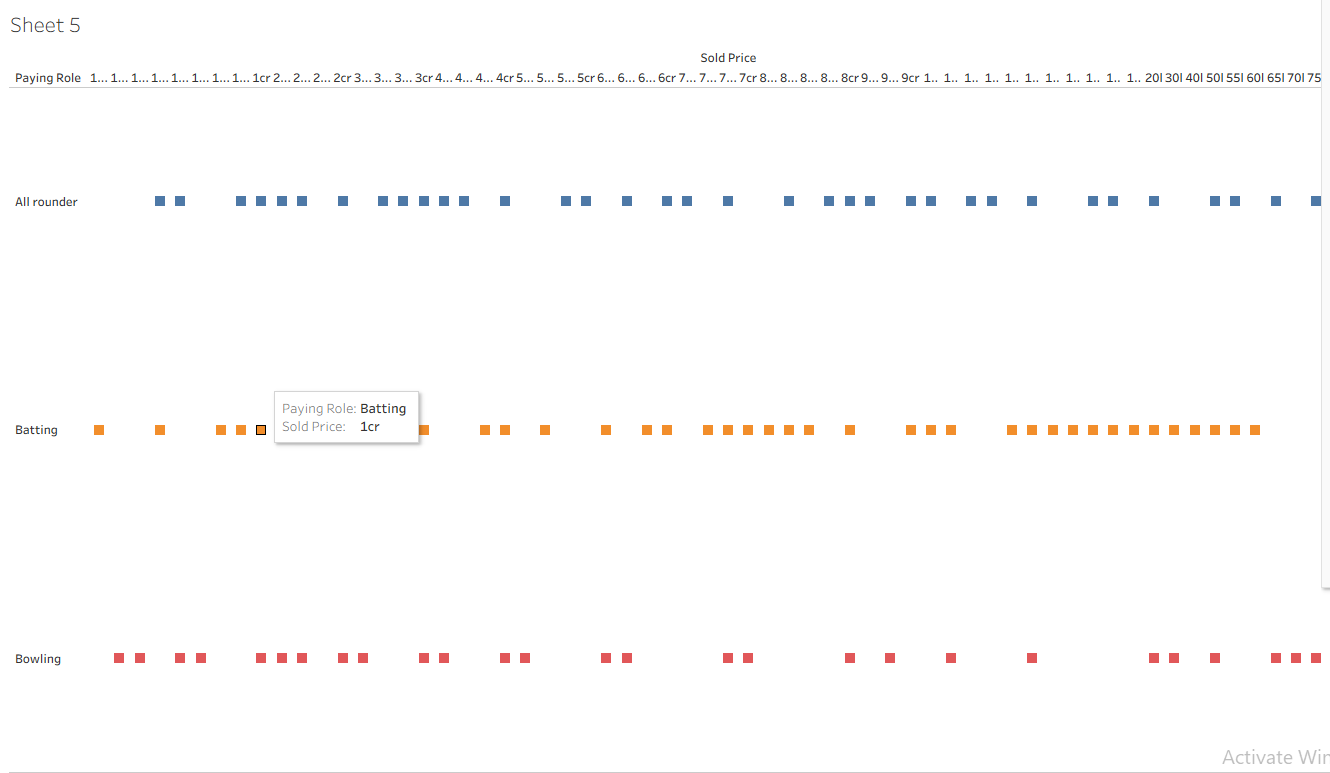 Sheet 5
Sold Price
Paying Role 1... 1... 1... 1... 1... 1... 1... 1... 1cr 2... 2... 2... 2cr 3... 3... 3... 3cr 4... 4... 4... 4cr 5... 5... 5... 5cr 6... 6... 6... 6cr 7... 7... 7... 7cr 8... 8... 8... 8... 8cr 9... 9... 9cr 1.. 1.. 1.. 1.. 1.. 1.. 1.. 1.. 1.. 1.. 1.. 20l 30l 40l 50l 55l 60l 65l 70l 75
All rounder
Paying Role: Batting
Batting
Sold Price: 1cr
Bowling
Activate Wir